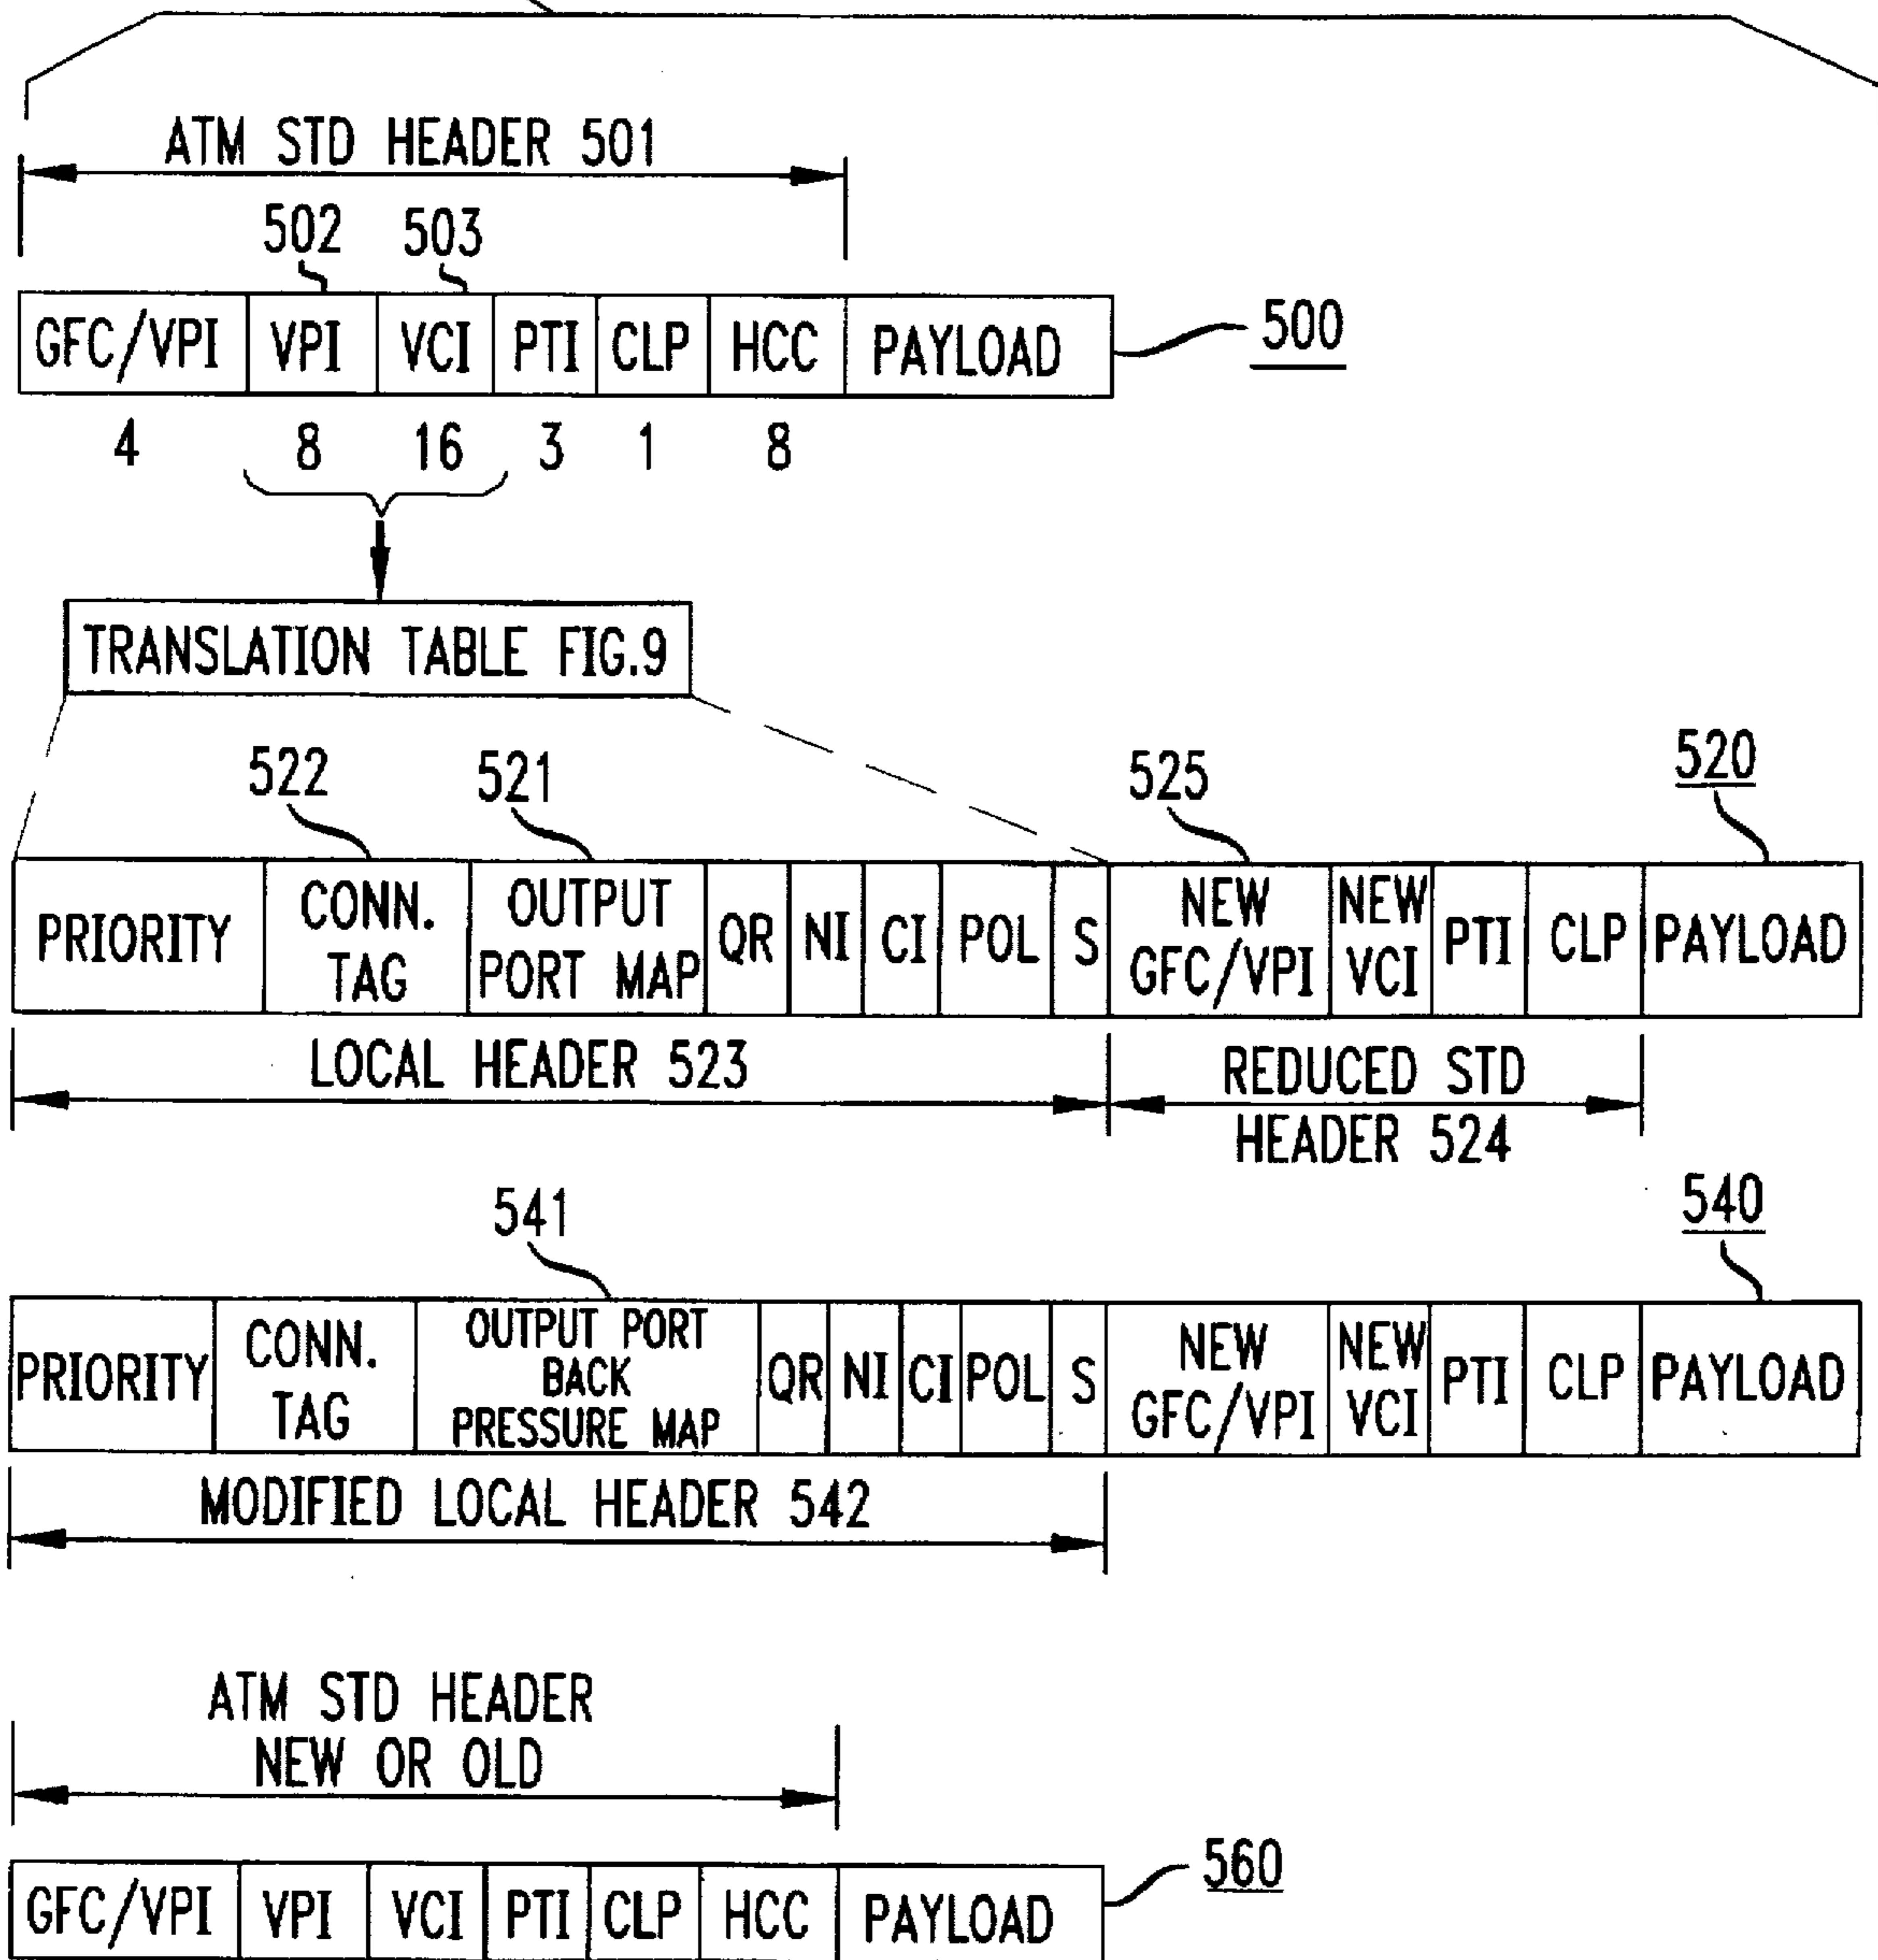 ATM STD HEADER 501
502 503
GFC/VPI VPI VCI PTI CLP HCC PAYLOAD 500
4 8 16 3 1 8
TRANSLATION TABLE FIG.9
522 521 525 520
PRIORITY CONN. TAG OUTPUT PORT MAP QR NI CI POL S NEW GFC/VPI NEW VCI PTI CLP PAYLOAD
LOCAL HEADER 523
REDUCED STD
HEADER 524
541 540
PRIORITY CONN. TAG OUTPUT PORT BACK PRESSURE MAP QR NI CI POL S NEW GFC/VPI NEW VCI PTI CLP PAYLOAD
MODIFIED LOCAL HEADER 542
ATM STD HEADER
NEW OR OLD
GFC/VPI VPI VCI PTI CLP HCC PAYLOAD 560